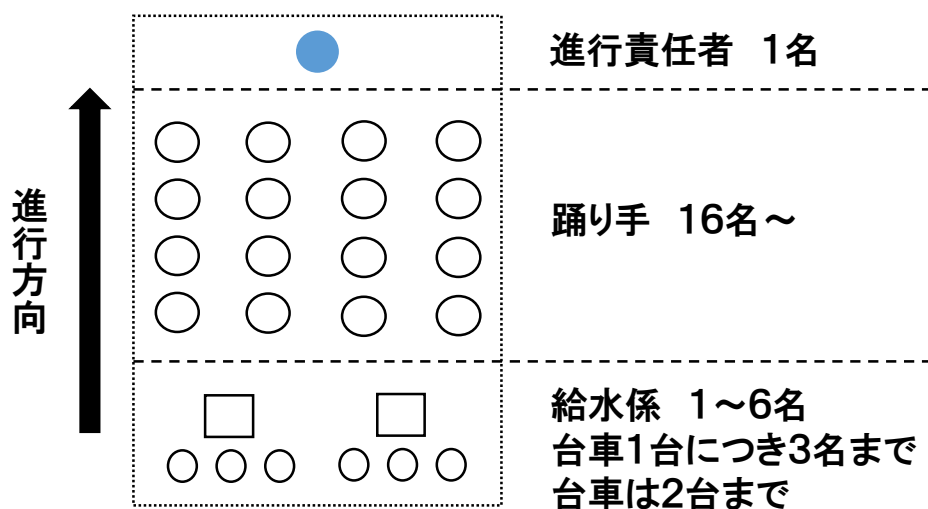 進行責任者 1名
進行方向
踊り手 16名～
給水係 1～6名
台車1台につき3名まで
台車は2台まで